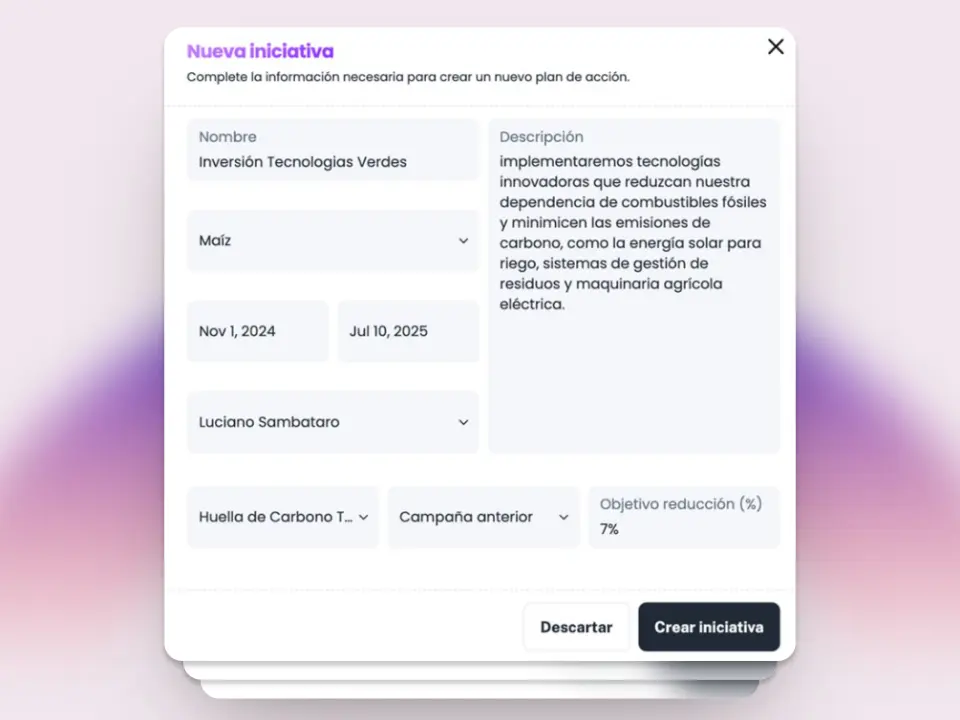 Nueva iniciativa
Complete la información necesaria para crear un nuevo plan de acción.
Nombre
Inversión Tecnologias Verdes
Maíz
Nov 1, 2024
Jul 10, 2025
Luciano Sambataro
Descripción
implementaremos tecnologías
innovadoras que reduzcan nuestra
dependencia de combustibles fósiles
y minimicen las emisiones de
carbono, como la energía solar para
riego, sistemas de gestión de
residuos y maquinaria agrícola
eléctrica.
Huella de Carbono T...
Campaña anterior
Objetivo reducción (%)
7%
Descartar
Crear iniciativa